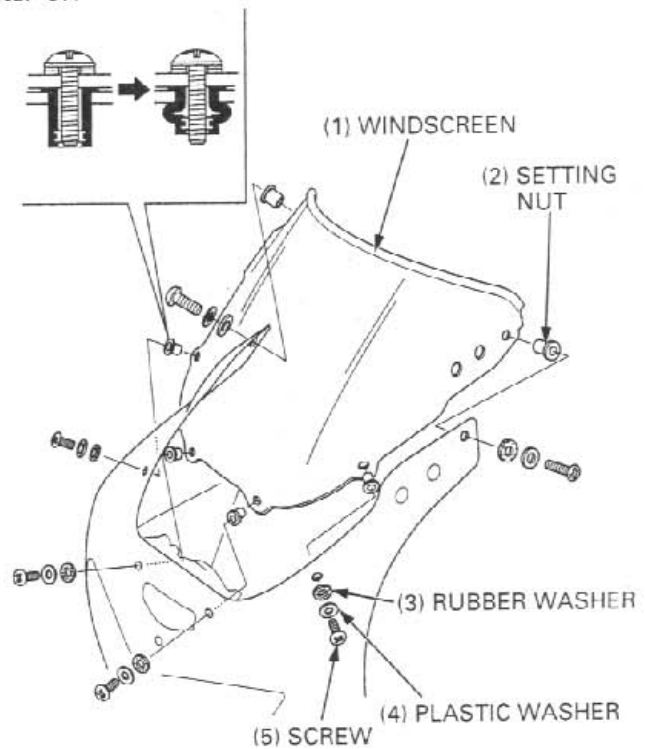 (1) WINDSCREEN
(2) SETTING
NUT
(3) RUBBER WASHER
(4) PLASTIC WASHER
(5) SCREW